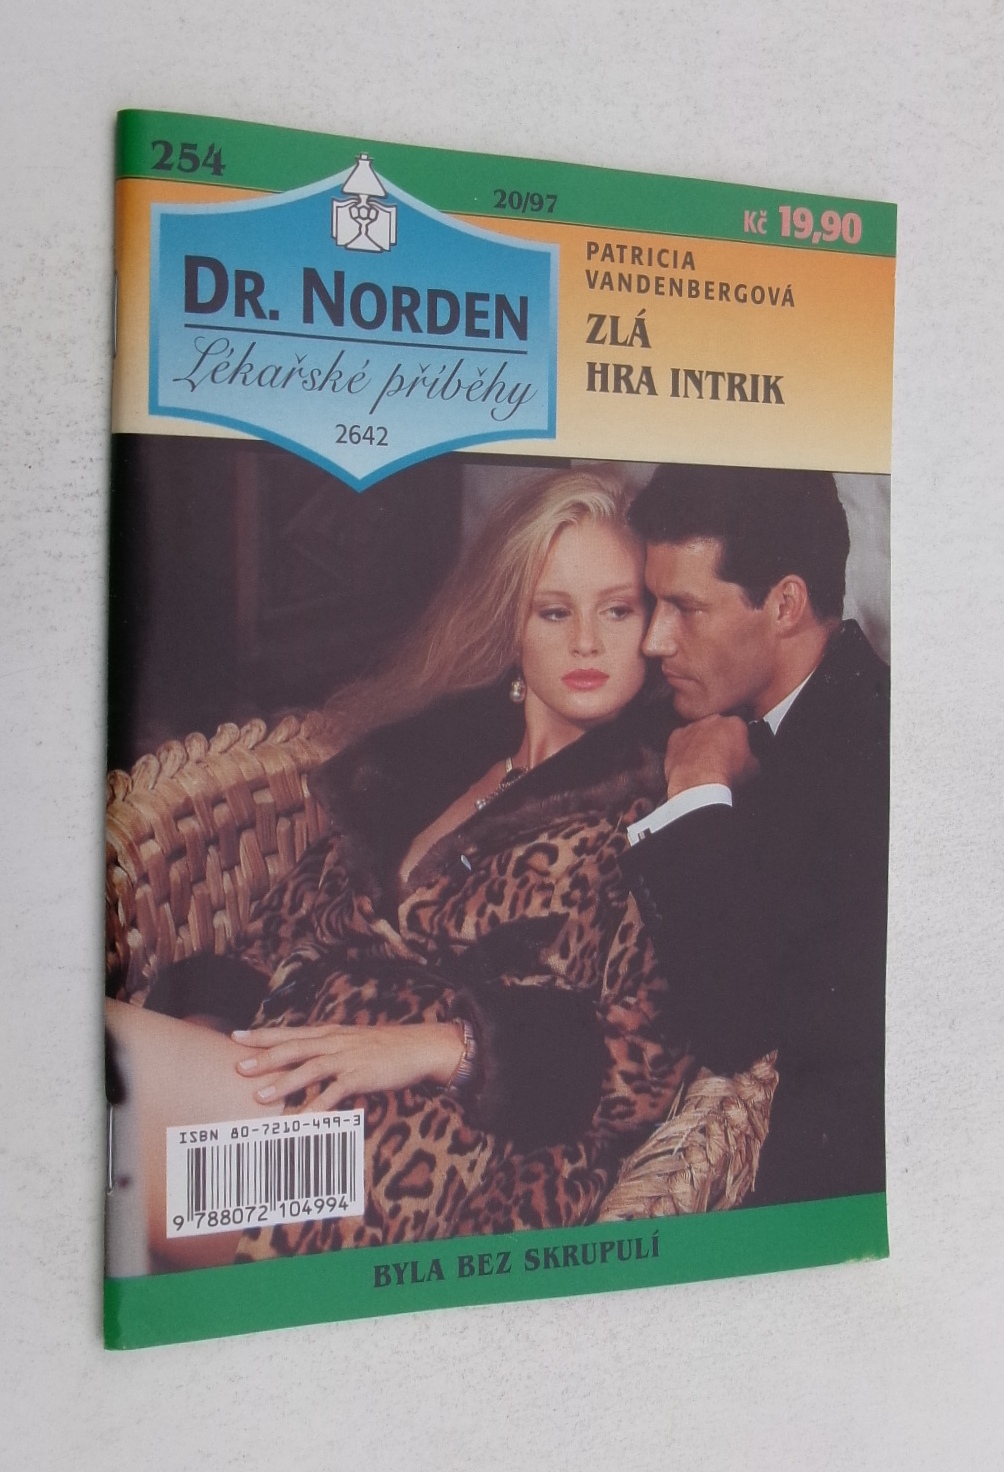 254
20/97
Kč 19,90
DR. NORDEN
Lékařské příběhy
2642
PATRICIA
VANDENBERGOVÁ
ZLÁ
HRA INTRIK
ISBN 80-7210-499-3
9 788072 104994
BYLA BEZ SKRUPULÍ